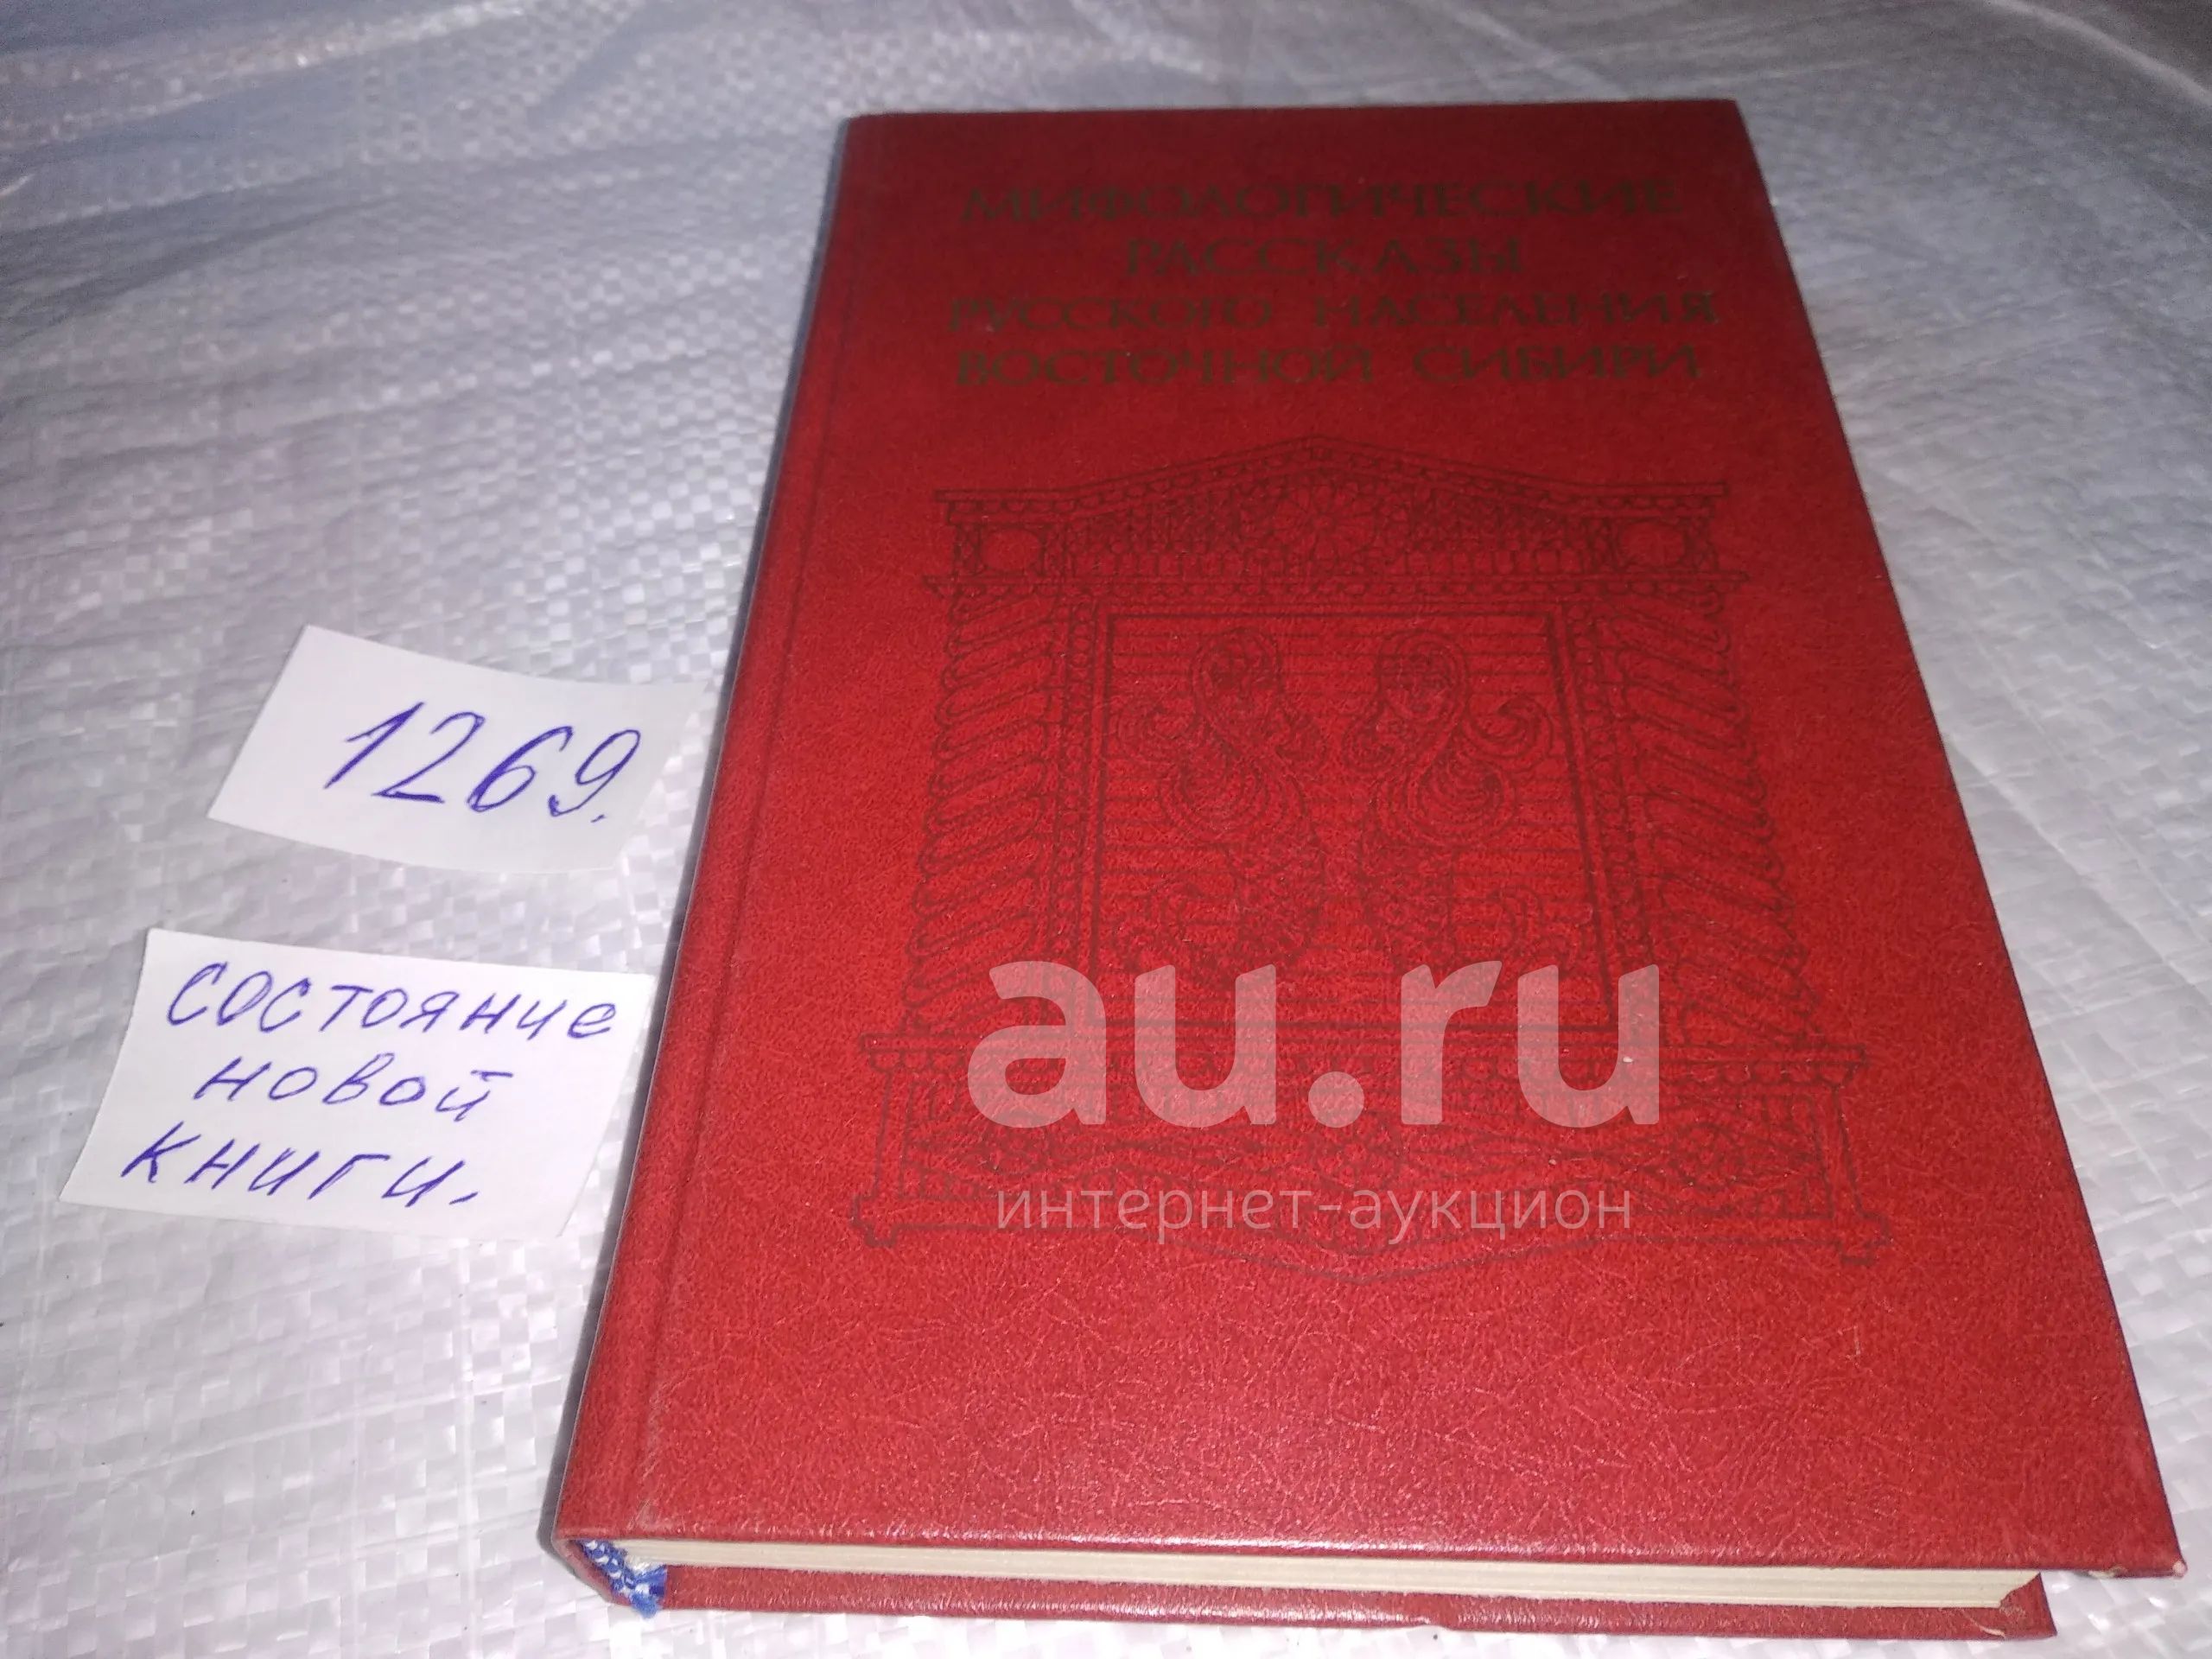 МИФОЛОГИЧЕСКИЕ
РАССКАЗЫ
РУССКОГО НАСЕЛЕНИЯ
ВОСТОЧНОЙ СИБИРИ
1269.
состояние
новой
книги.
au.ru
интернет-аукцион